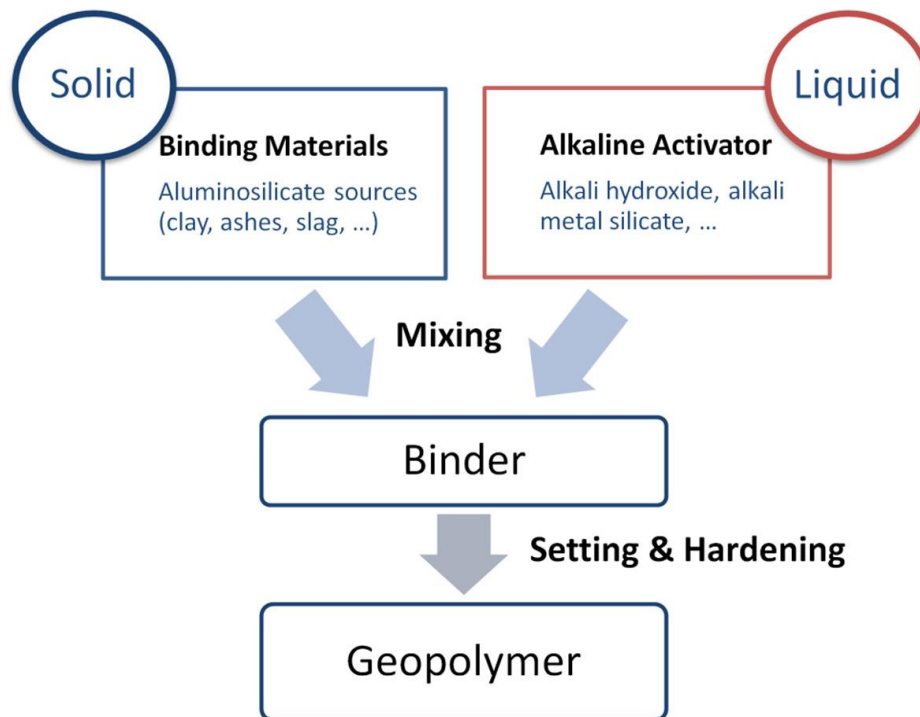 Solid
Liquid
Binding Materials
Aluminosilicate sources
(clay, ashes, slag, ...)
Alkaline Activator
Alkali hydroxide, alkali
metal silicate, ...
Mixing
Binder
Setting & Hardening
Geopolymer